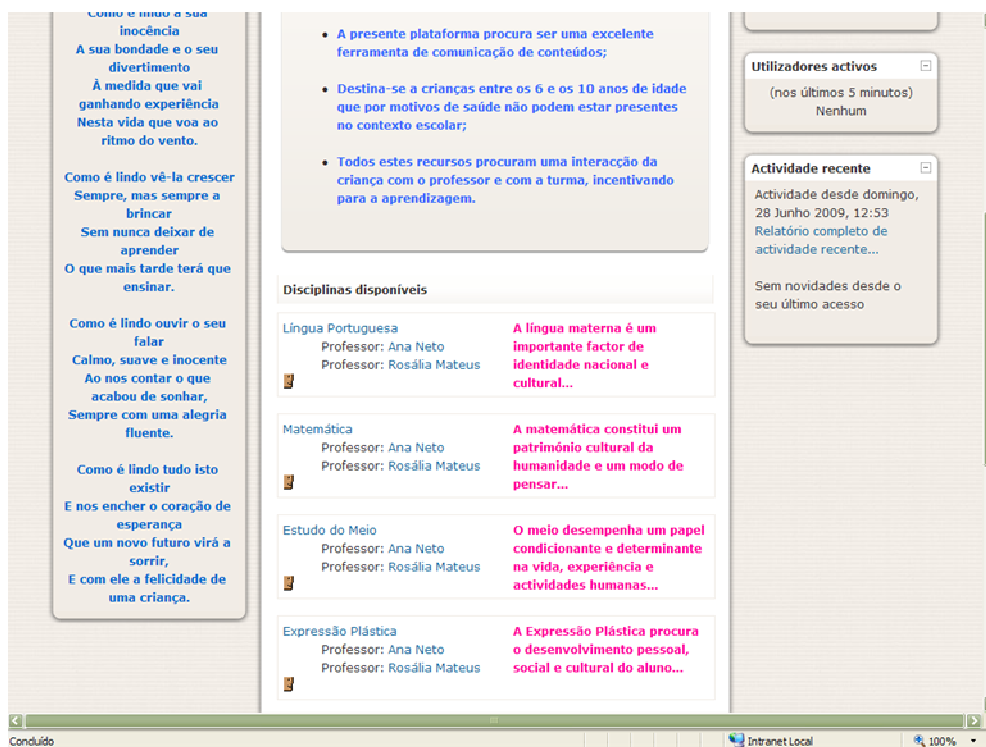 Como é lindo a sua
inocência
A sua bondade e o seu
divertimento
À medida que vai
ganhando experiência
Nesta vida que voa ao
ritmo do vento.
Como é lindo vê-la crescer
Sempre, mas sempre a
brincar
Sem nunca deixar de
aprender
O que mais tarde terá que
ensinar.
Como é lindo ouvir o seu
falar
Calmo, suave e inocente
Ao nos contar o que
acabou de sonhar,
Sempre com uma alegria
fluente.
Como é lindo tudo isto
existir
E nos encher o coração de
esperança
Que um novo futuro virá a
sorrir,
E com ele a felicidade de
uma criança.
• A presente plataforma procura ser uma excelente
ferramenta de comunicação de conteúdos;
• Destina-se a crianças entre os 6 e os 10 anos de idade
que por motivos de saúde não podem estar presentes
no contexto escolar;
• Todos estes recursos procuram uma interacção da
criança com o professor e com a turma, incentivando
para a aprendizagem.
Disciplinas disponíveis
Língua Portuguesa
Professor: Ana Neto
Professor: Rosália Mateus
A língua materna é um
importante factor de
identidade nacional e
cultural...
Matemática
Professor: Ana Neto
Professor: Rosália Mateus
A matemática constitui um
património cultural da
humanidade e um modo de
pensar...
Estudo do Meio
Professor: Ana Neto
Professor: Rosália Mateus
O meio desempenha um papel
condicionante e determinante
na vida, experiência e
actividades humanas...
Expressão Plástica
Professor: Ana Neto
Professor: Rosália Mateus
A Expressão Plástica procura
o desenvolvimento pessoal,
social e cultural do aluno...
Utilizadores activos
(nos últimos 5 minutos)
Nenhum
Actividade recente
Actividade desde domingo,
28 Junho 2009, 12:53
Relatório completo de
actividade recente...
Sem novidades desde o
seu último acesso
Concluído
Intranet Local
100%